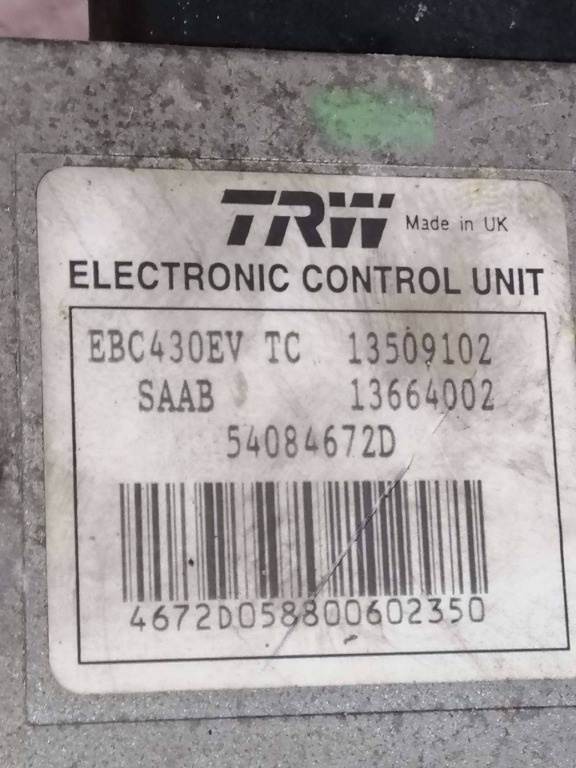 TRW Made in UK
ELECTRONIC CONTROL UNIT
EBC430EV TC 13509102
SAAB 13664002
54084672D
4672D058800602350